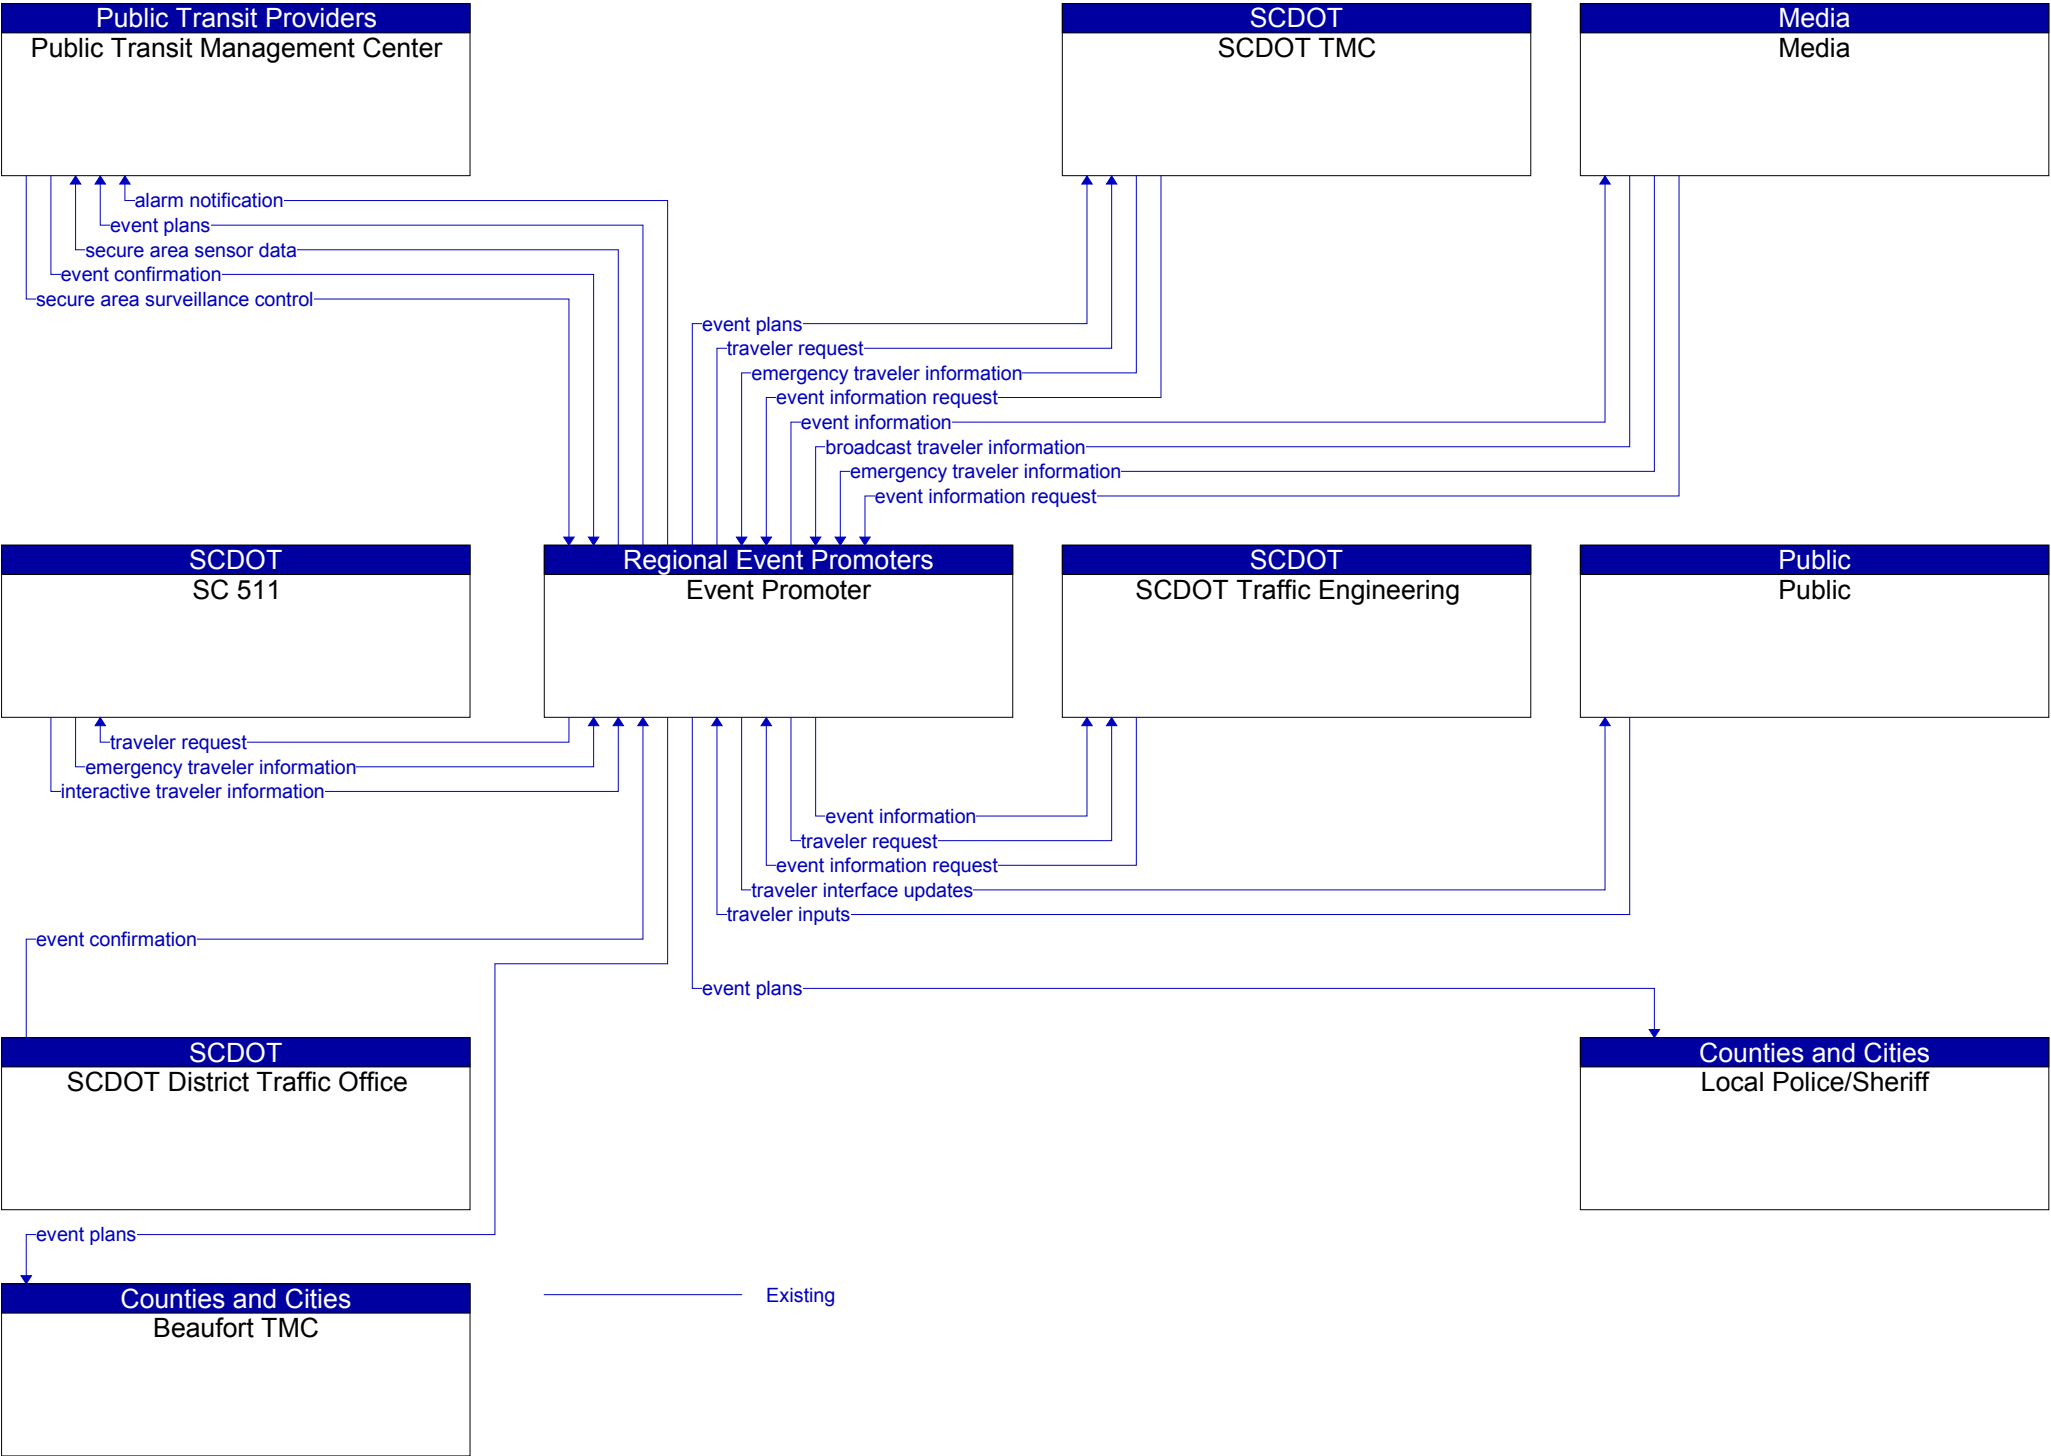 Public Transit Providers
Public Transit Management Center
SCDOT
SCDOT TMC
Media
Media
alarm notification
event plans
secure area sensor data
event confirmation
secure area surveillance control
event plans
traveler request
emergency traveler information
event information request
event information
broadcast traveler information
emergency traveler information
event information request
SCDOT
SC 511
Regional Event Promoters
Event Promoter
SCDOT
SCDOT Traffic Engineering
Public
Public
traveler request
emergency traveler information
interactive traveler information
event information
traveler request
event information request
traveler interface updates
traveler inputs
event confirmation
event plans
SCDOT
SCDOT District Traffic Office
Counties and Cities
Local Police/Sheriff
event plans
Counties and Cities
Beaufort TMC
Existing